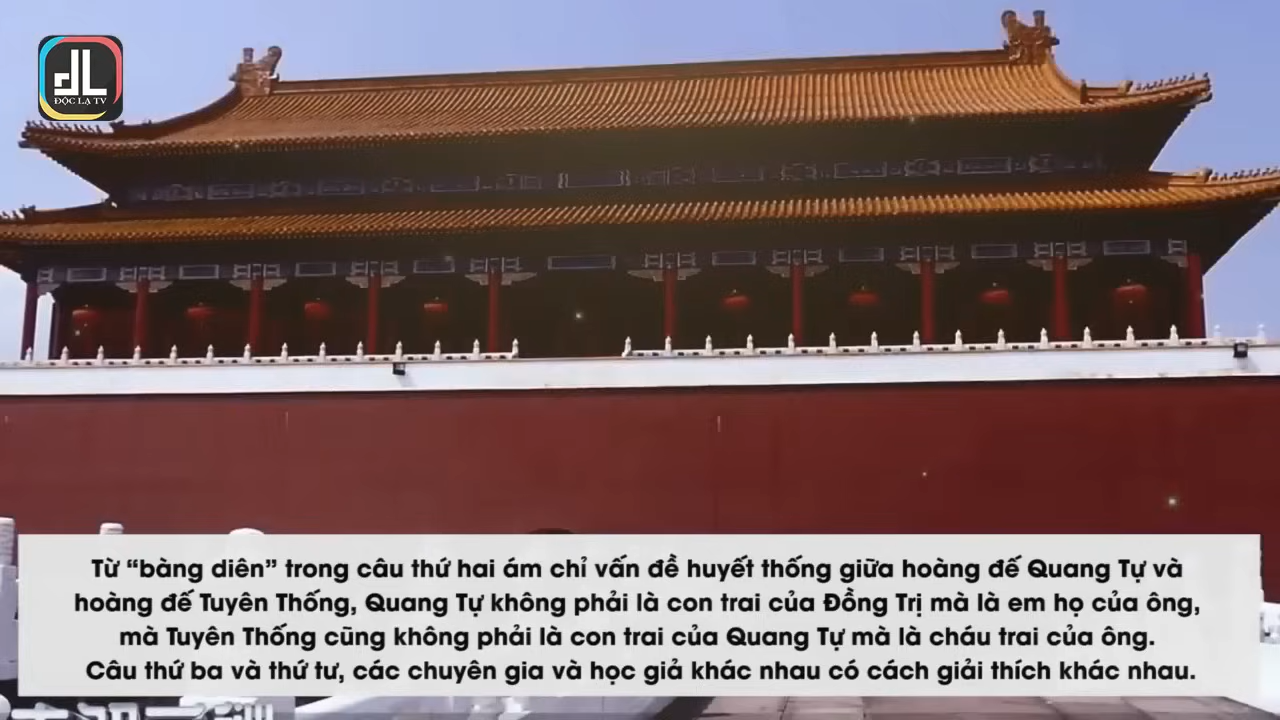 ĐỘC LẠ TV
Từ “bàng diên” trong câu thứ hai ám chỉ vấn đề huyết thống giữa hoàng đế Quang Tự và
hoàng đế Tuyên Thống, Quang Tự không phải là con trai của Đồng Trị mà là em họ của ông,
mà Tuyên Thống cũng không phải là con trai của Quang Tự mà là cháu trai của ông.
Câu thứ ba và thứ tư, các chuyên gia và học giả khác nhau có cách giải thích khác nhau.